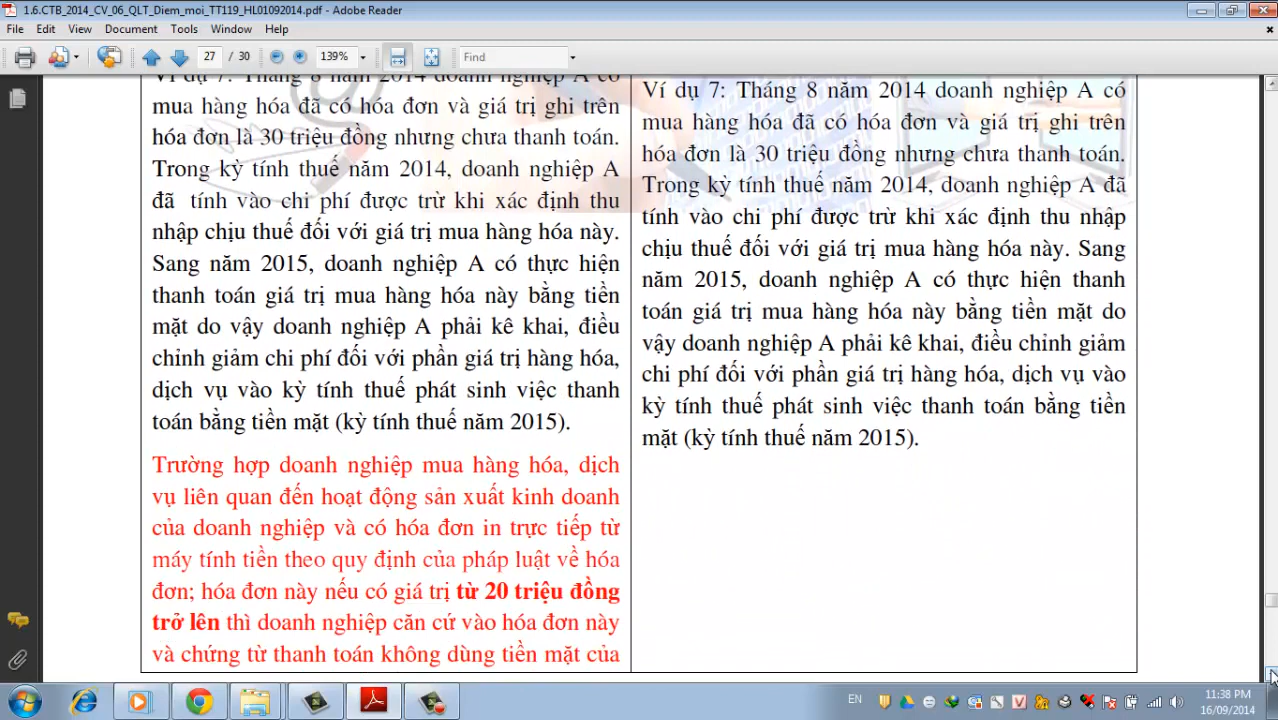 1.6.CTB_2014_CV_06_QLT_Diem_moi_TT119_HL01092014.pdf - Adobe Reader
File Edit View Document Tools Window Help
27 / 30 139% Find
Ví dụ 7: Tháng 8 năm 2014 doanh nghiệp A có
mua hàng hóa đã có hóa đơn và giá trị ghi trên
hóa đơn là 30 triệu đồng nhưng chưa thanh toán.
Trong kỳ tính thuế năm 2014, doanh nghiệp A
đã tính vào chi phí được trừ khi xác định thu
nhập chịu thuế đối với giá trị mua hàng hóa này.
Sang năm 2015, doanh nghiệp A có thực hiện
thanh toán giá trị mua hàng hóa này bằng tiền
mặt do vậy doanh nghiệp A phải kê khai, điều
chỉnh giảm chi phí đối với phần giá trị hàng hóa,
dịch vụ vào kỳ tính thuế phát sinh việc thanh
toán bằng tiền mặt (kỳ tính thuế năm 2015).
Trường hợp doanh nghiệp mua hàng hóa, dịch
vụ liên quan đến hoạt động sản xuất kinh doanh
của doanh nghiệp và có hóa đơn in trực tiếp từ
máy tính tiền theo quy định của pháp luật về hóa
đơn; hóa đơn này nếu có giá trị từ 20 triệu đồng
trở lên thì doanh nghiệp căn cứ vào hóa đơn này
và chứng từ thanh toán không dùng tiền mặt của
Ví dụ 7: Tháng 8 năm 2014 doanh nghiệp A có
mua hàng hóa đã có hóa đơn và giá trị ghi trên
hóa đơn là 30 triệu đồng nhưng chưa thanh toán.
Trong kỳ tính thuế năm 2014, doanh nghiệp A đã
tính vào chi phí được trừ khi xác định thu nhập
chịu thuế đối với giá trị mua hàng hóa này. Sang
năm 2015, doanh nghiệp A có thực hiện thanh
toán giá trị mua hàng hóa này bằng tiền mặt do
vậy doanh nghiệp A phải kê khai, điều chỉnh giảm
chi phí đối với phần giá trị hàng hóa, dịch vụ vào
kỳ tính thuế phát sinh việc thanh toán bằng tiền
mặt (kỳ tính thuế năm 2015).
EN
11:38 PM
16/09/2014